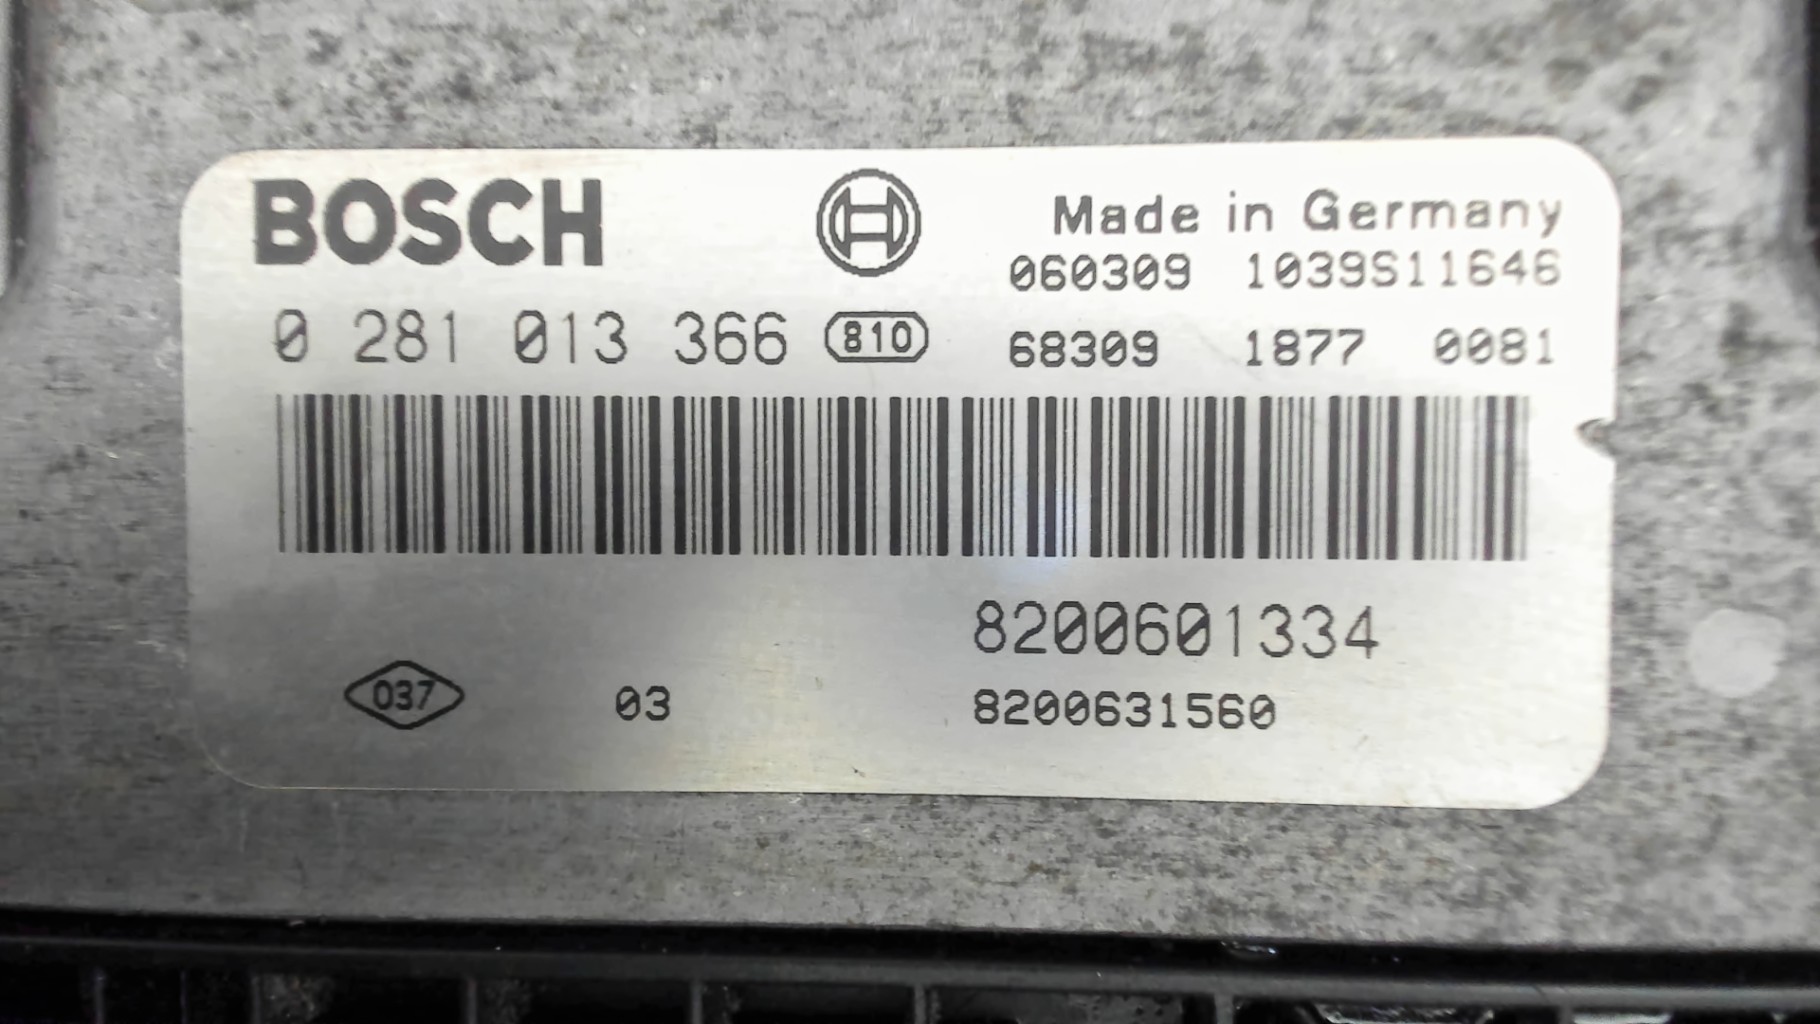 BOSCH
Made in Germany
060309 1039S11646
0 281 013 366 810
68309 1877 0081
8200601334
037 03 8200631560